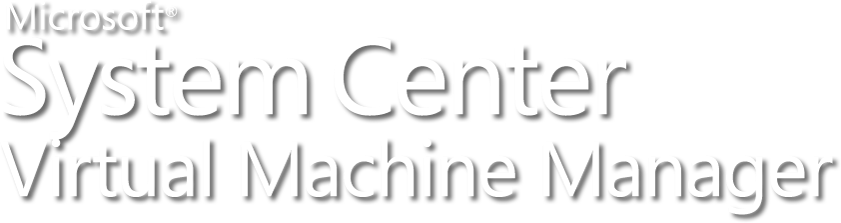 Microsoft®
System Center
Virtual Machine Manager